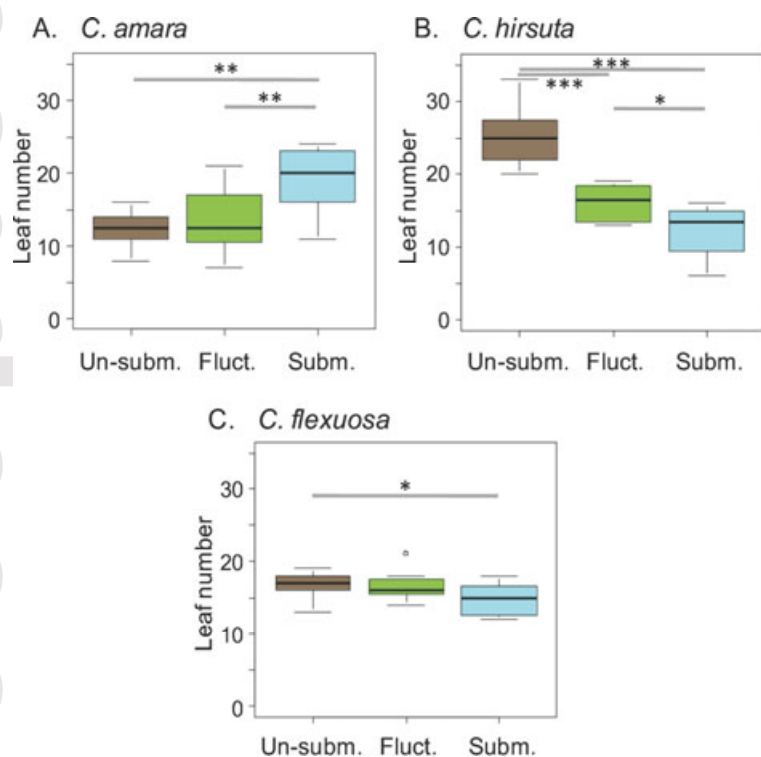 A. C. amara
Leaf number
30
20
10
0
**
**
Un-subm. Fluct. Subm.
B. C. hirsuta
Leaf number
30
20
10
0
***
***
*
Un-subm. Fluct. Subm.
C. C. flexuosa
Leaf number
30
20
10
0
*
Un-subm. Fluct. Subm.